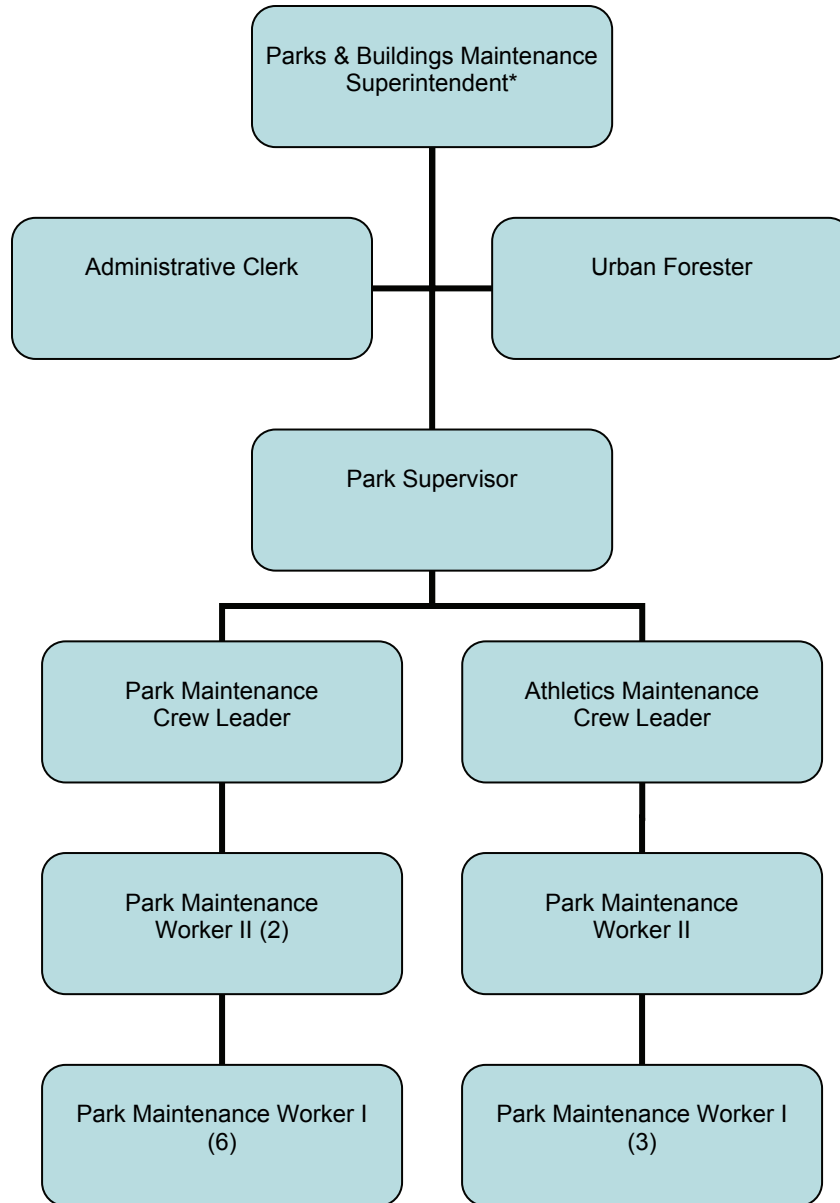 Parks & Buildings Maintenance
Superintendent*
Administrative Clerk
Urban Forester
Park Supervisor
Park Maintenance
Crew Leader
Athletics Maintenance
Crew Leader
Park Maintenance
Worker II (2)
Park Maintenance
Worker II
Park Maintenance Worker I
(6)
Park Maintenance Worker I
(3)